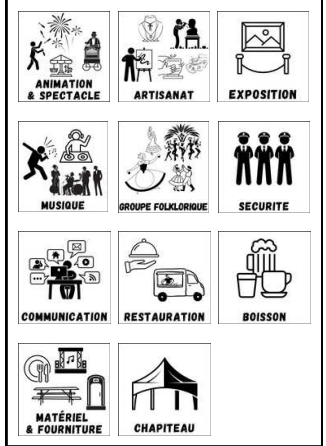 ANIMATION
& SPECTACLE
ARTISANAT
EXPOSITION
MUSIQUE
GROUPE FOLKLORIQUE
SECURITE
COMMUNICATION
RESTAURATION
BOISSON
MATÉRIEL
& FOURNITURE
CHAPITEAU